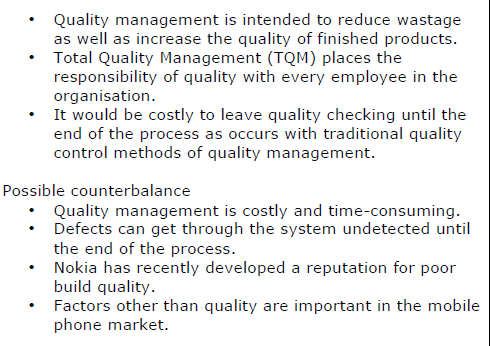 • Quality management is intended to reduce wastage
as well as increase the quality of finished products.
• Total Quality Management (TQM) places the
responsibility of quality with every employee in the
organisation.
• It would be costly to leave quality checking until the
end of the process as occurs with traditional quality
control methods of quality management.
Possible counterbalance
• Quality management is costly and time-consuming.
• Defects can get through the system undetected until
the end of the process.
• Nokia has recently developed a reputation for poor
build quality.
• Factors other than quality are important in the mobile
phone market.